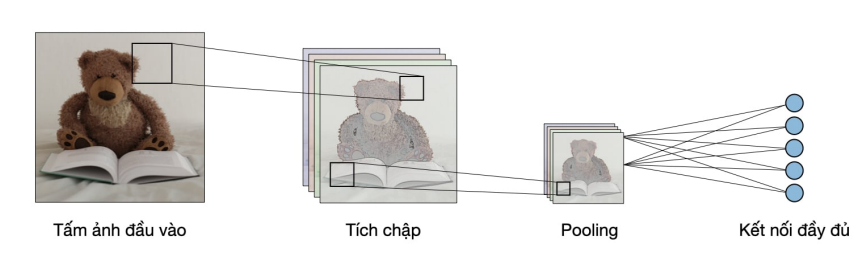 Tấm ảnh đầu vào
Tích chập
Pooling
Kết nối đầy đủ